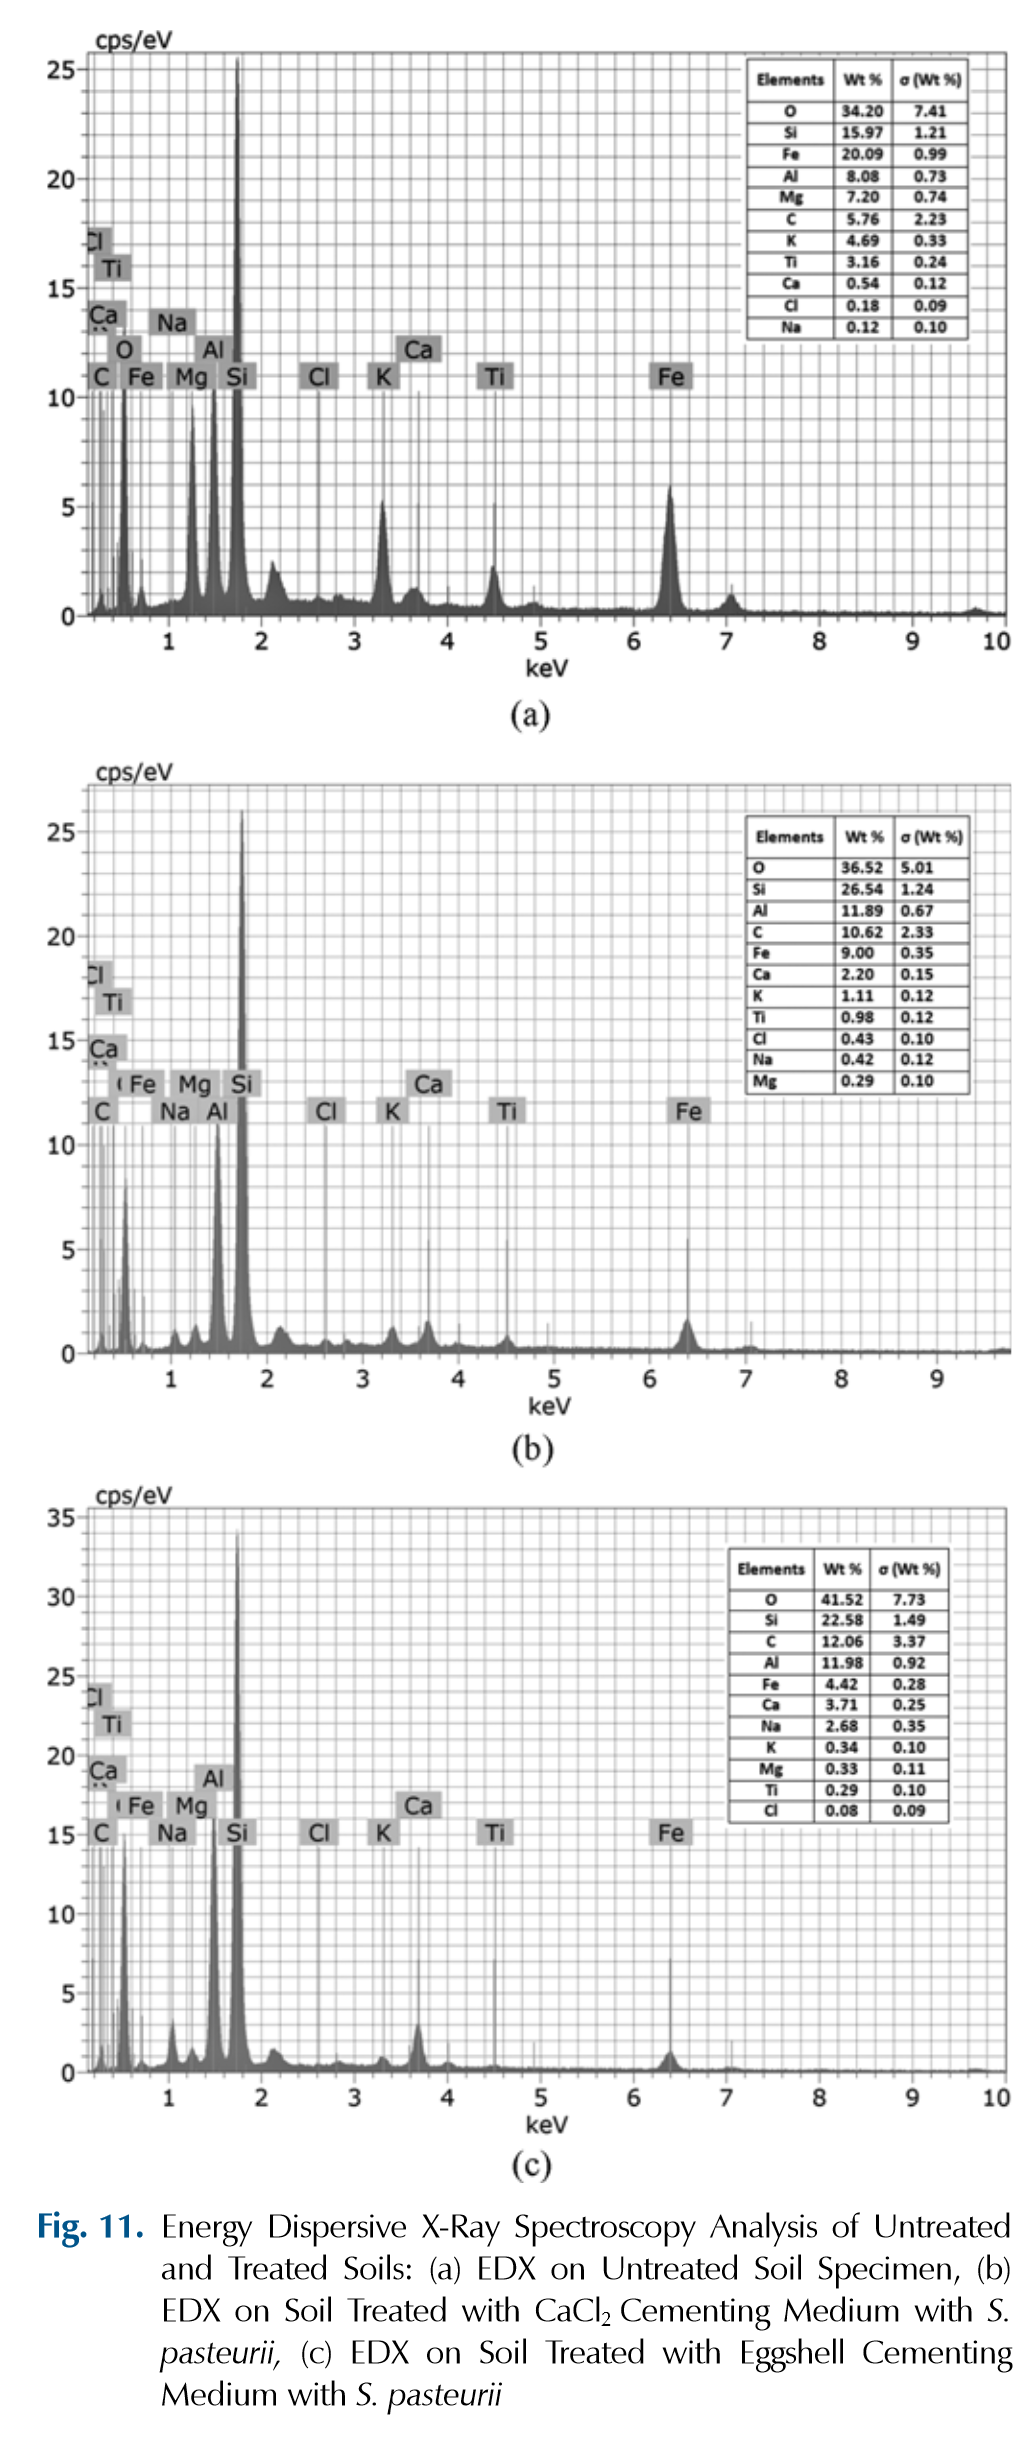 cps/eV
25
20
15
10
5
0
Cl
Ti
Ca
Na
O
Al
Ca
C
Fe
Mg
Si
Cl
K
Ti
Fe
Elements Wt % σ (Wt %)
O 34.20 7.41
Si 15.97 1.21
Fe 20.09 0.99
Al 8.08 0.73
Mg 7.20 0.74
C 5.76 2.23
K 4.69 0.33
Ti 3.16 0.24
Ca 0.54 0.12
Cl 0.18 0.09
Na 0.12 0.10
1 2 3 4 5 6 7 8 9 10
keV
(a)
cps/eV
25
20
15
10
5
0
Cl
Ti
Ca
Fe
Mg
Si
Ca
C
Na
Al
Cl
K
Ti
Fe
Elements Wt % σ (Wt %)
O 36.52 5.01
Si 26.54 1.24
Al 11.89 0.67
C 10.62 2.33
Fe 9.00 0.35
Ca 2.20 0.15
K 1.11 0.12
Ti 0.98 0.12
Cl 0.43 0.10
Na 0.42 0.12
Mg 0.29 0.10
1 2 3 4 5 6 7 8 9
keV
(b)
cps/eV
35
30
25
20
15
10
5
0
Cl
Ti
Ca
Al
Fe
Mg
Ca
C
Na
Si
Cl
K
Ti
Fe
Elements Wt % σ (Wt %)
O 41.52 7.73
Si 22.58 1.49
C 12.06 3.37
Al 11.98 0.92
Fe 4.42 0.28
Ca 3.71 0.25
Na 2.68 0.35
K 0.34 0.10
Mg 0.33 0.11
Ti 0.29 0.10
Cl 0.08 0.09
1 2 3 4 5 6 7 8 9 10
keV
(c)
Fig. 11. Energy Dispersive X-Ray Spectroscopy Analysis of Untreated
and Treated Soils: (a) EDX on Untreated Soil Specimen, (b)
EDX on Soil Treated with CaCl₂ Cementing Medium with S.
pasteurii, (c) EDX on Soil Treated with Eggshell Cementing
Medium with S. pasteurii